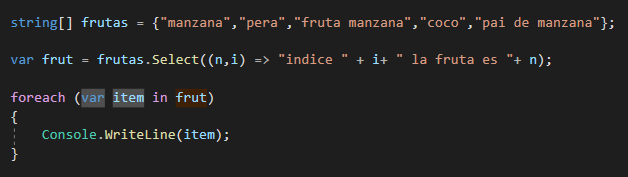 string[] frutas = {"manzana","pera","fruta manzana","coco","pai de manzana"};
var frut = frutas.Select((n,i) => "indice " + i+ " la fruta es "+ n);
foreach (var item in frut)
{
Console.WriteLine(item);
}